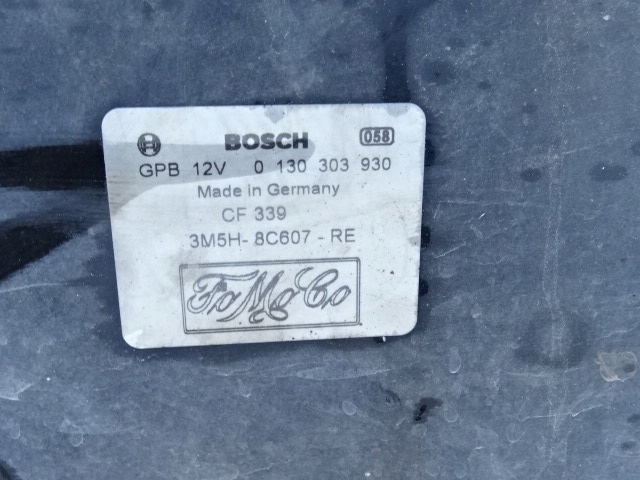 BOSCH 058
GPB 12V 0 130 303 930
Made in Germany
CF 339
3M5H- 8C607 - RE
FoMoCo